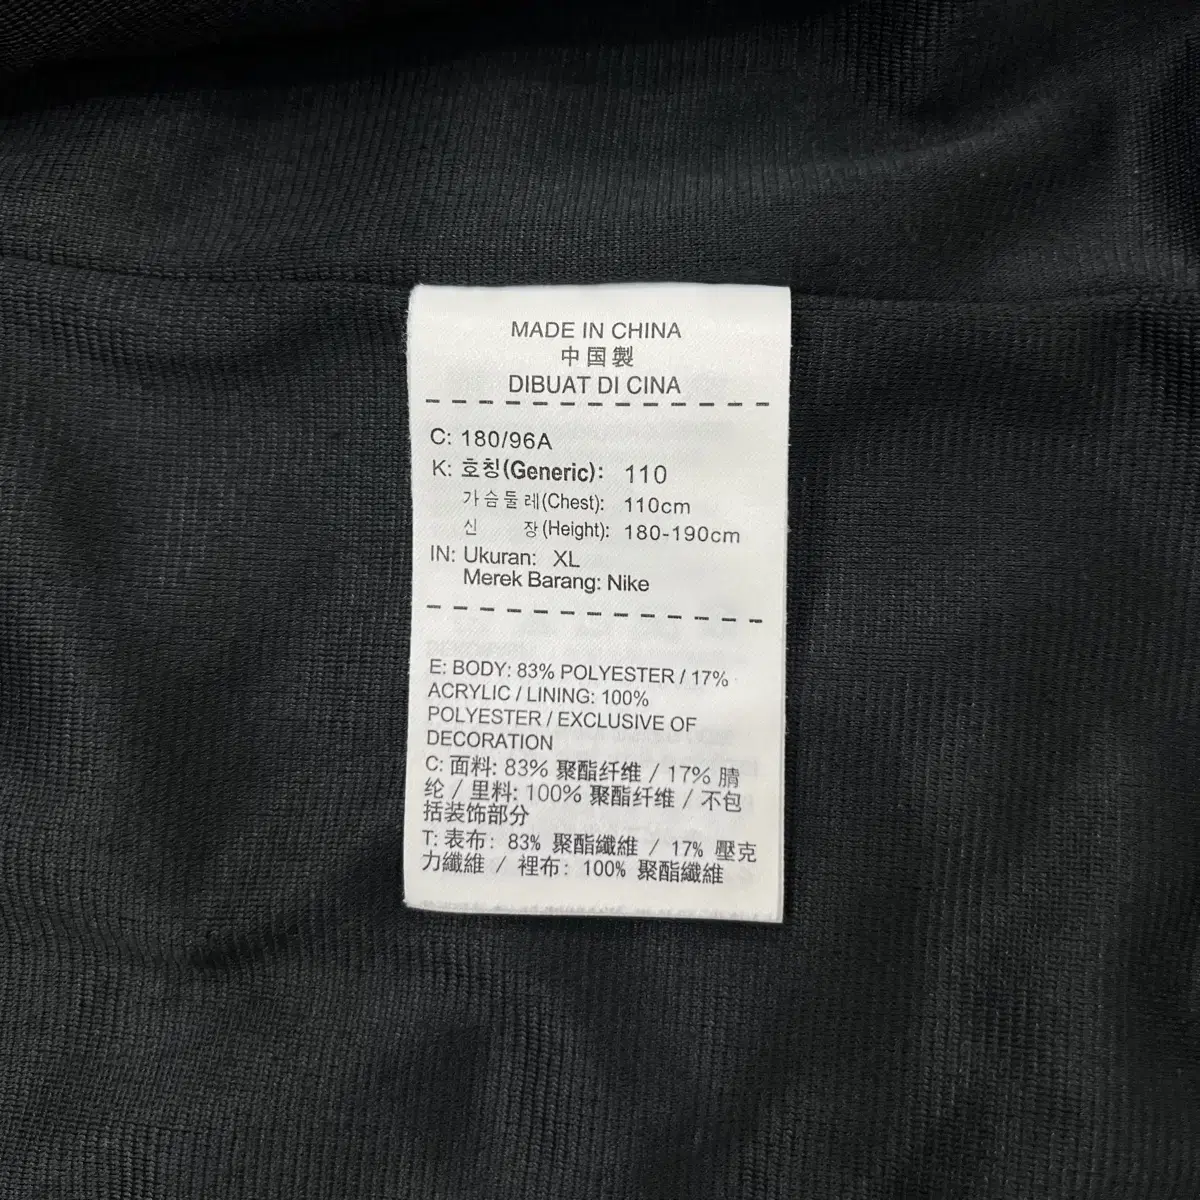 MADE IN CHINA
中国製
DIBUAT DI CINA
C: 180/96A
K: 호칭(Generic): 110
가슴둘레(Chest): 110cm
신 장(Height): 180-190cm
IN: Ukuran: XL
Merek Barang: Nike
E: BODY: 83% POLYESTER / 17%
ACRYLIC / LINING: 100%
POLYESTER / EXCLUSIVE OF
DECORATION
C: 面料: 83% 聚酯纤维 / 17% 腈
纶 / 里料: 100% 聚酯纤维 / 不包
括装饰部分
T: 表布: 83% 聚酯纖維 / 17% 壓克
力纖維 / 裡布: 100% 聚酯纖維